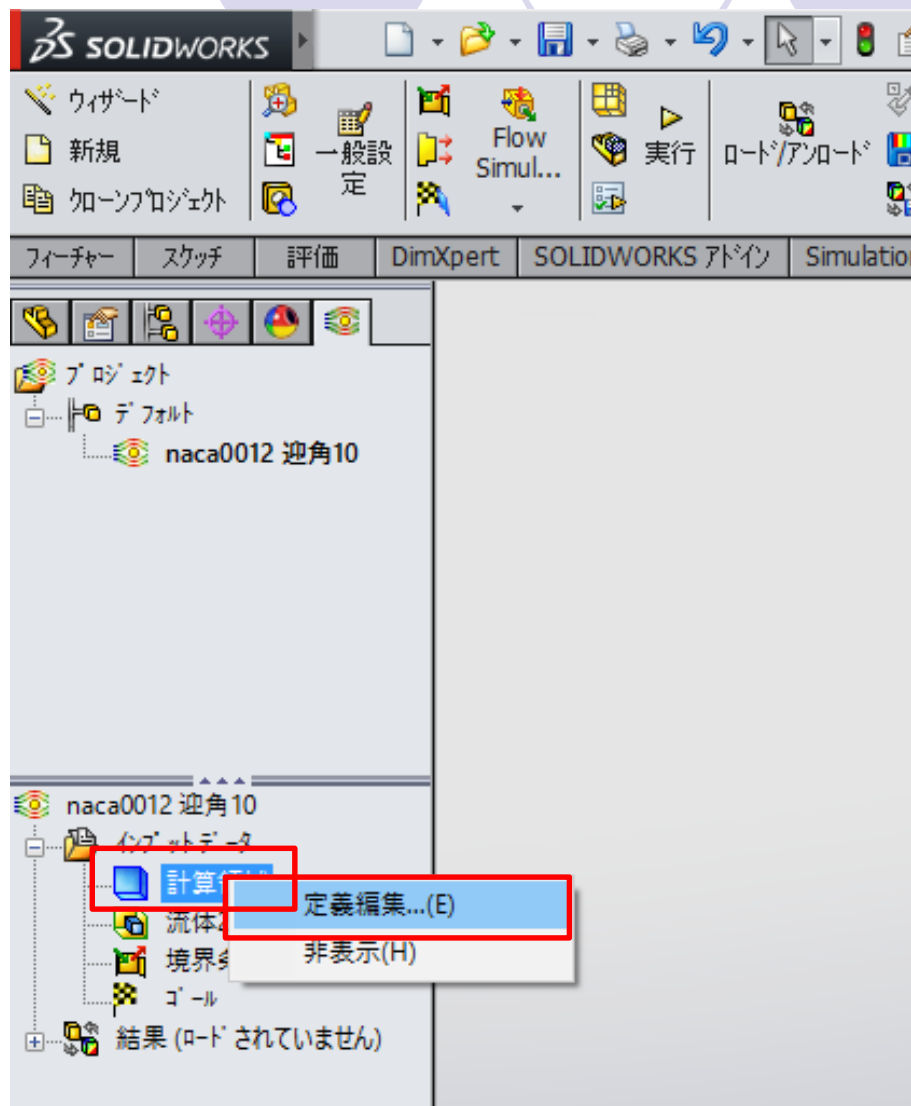 SOLIDWORKS
ウィザード
新規
クローンプロジェクト
一般設定
Flow Simul...
実行
ロード/アンロード
フィーチャー スケッチ 評価 DimXpert SOLIDWORKS アドイン Simulation
プロジェクト
デフォルト
naca0012 迎角10
naca0012 迎角10
インプットデータ
計算領域
定義編集...(E)
流体
非表示(H)
境界
ゴール
結果 (ロードされていません)